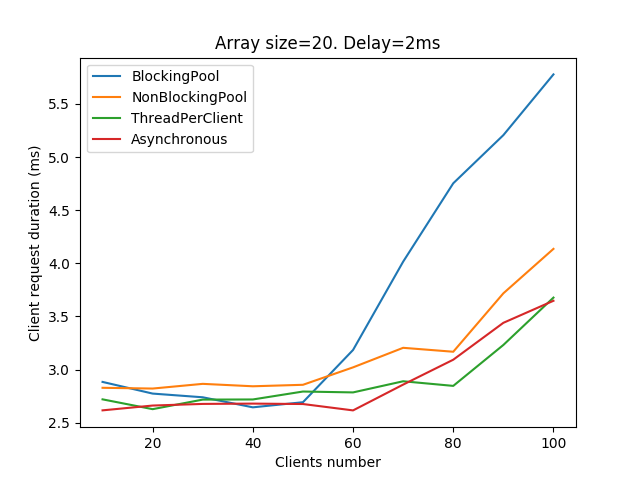 Array size=20. Delay=2ms
BlockingPool
NonBlockingPool
ThreadPerClient
Asynchronous
Client request duration (ms)
5.5
5.0
4.5
4.0
3.5
3.0
2.5
20
40
60
80
100
Clients number